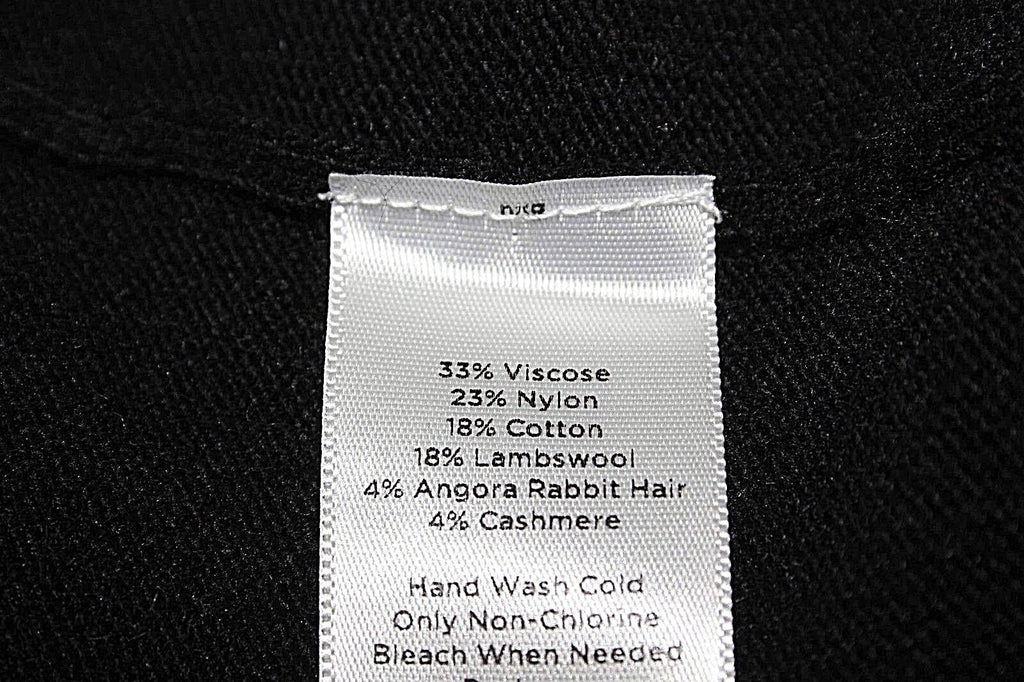 33% Viscose
23% Nylon
18% Cotton
18% Lambswool
4% Angora Rabbit Hair
4% Cashmere
Hand Wash Cold
Only Non-Chlorine
Bleach When Needed